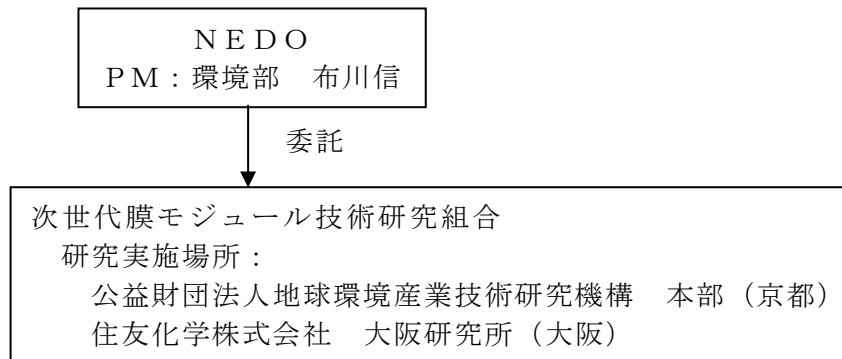 ＮＥＤＯ
ＰＭ：環境部　布川信
委託
次世代膜モジュール技術研究組合
研究実施場所：
公益財団法人地球環境産業技術研究機構　本部（京都）
住友化学株式会社　大阪研究所（大阪）